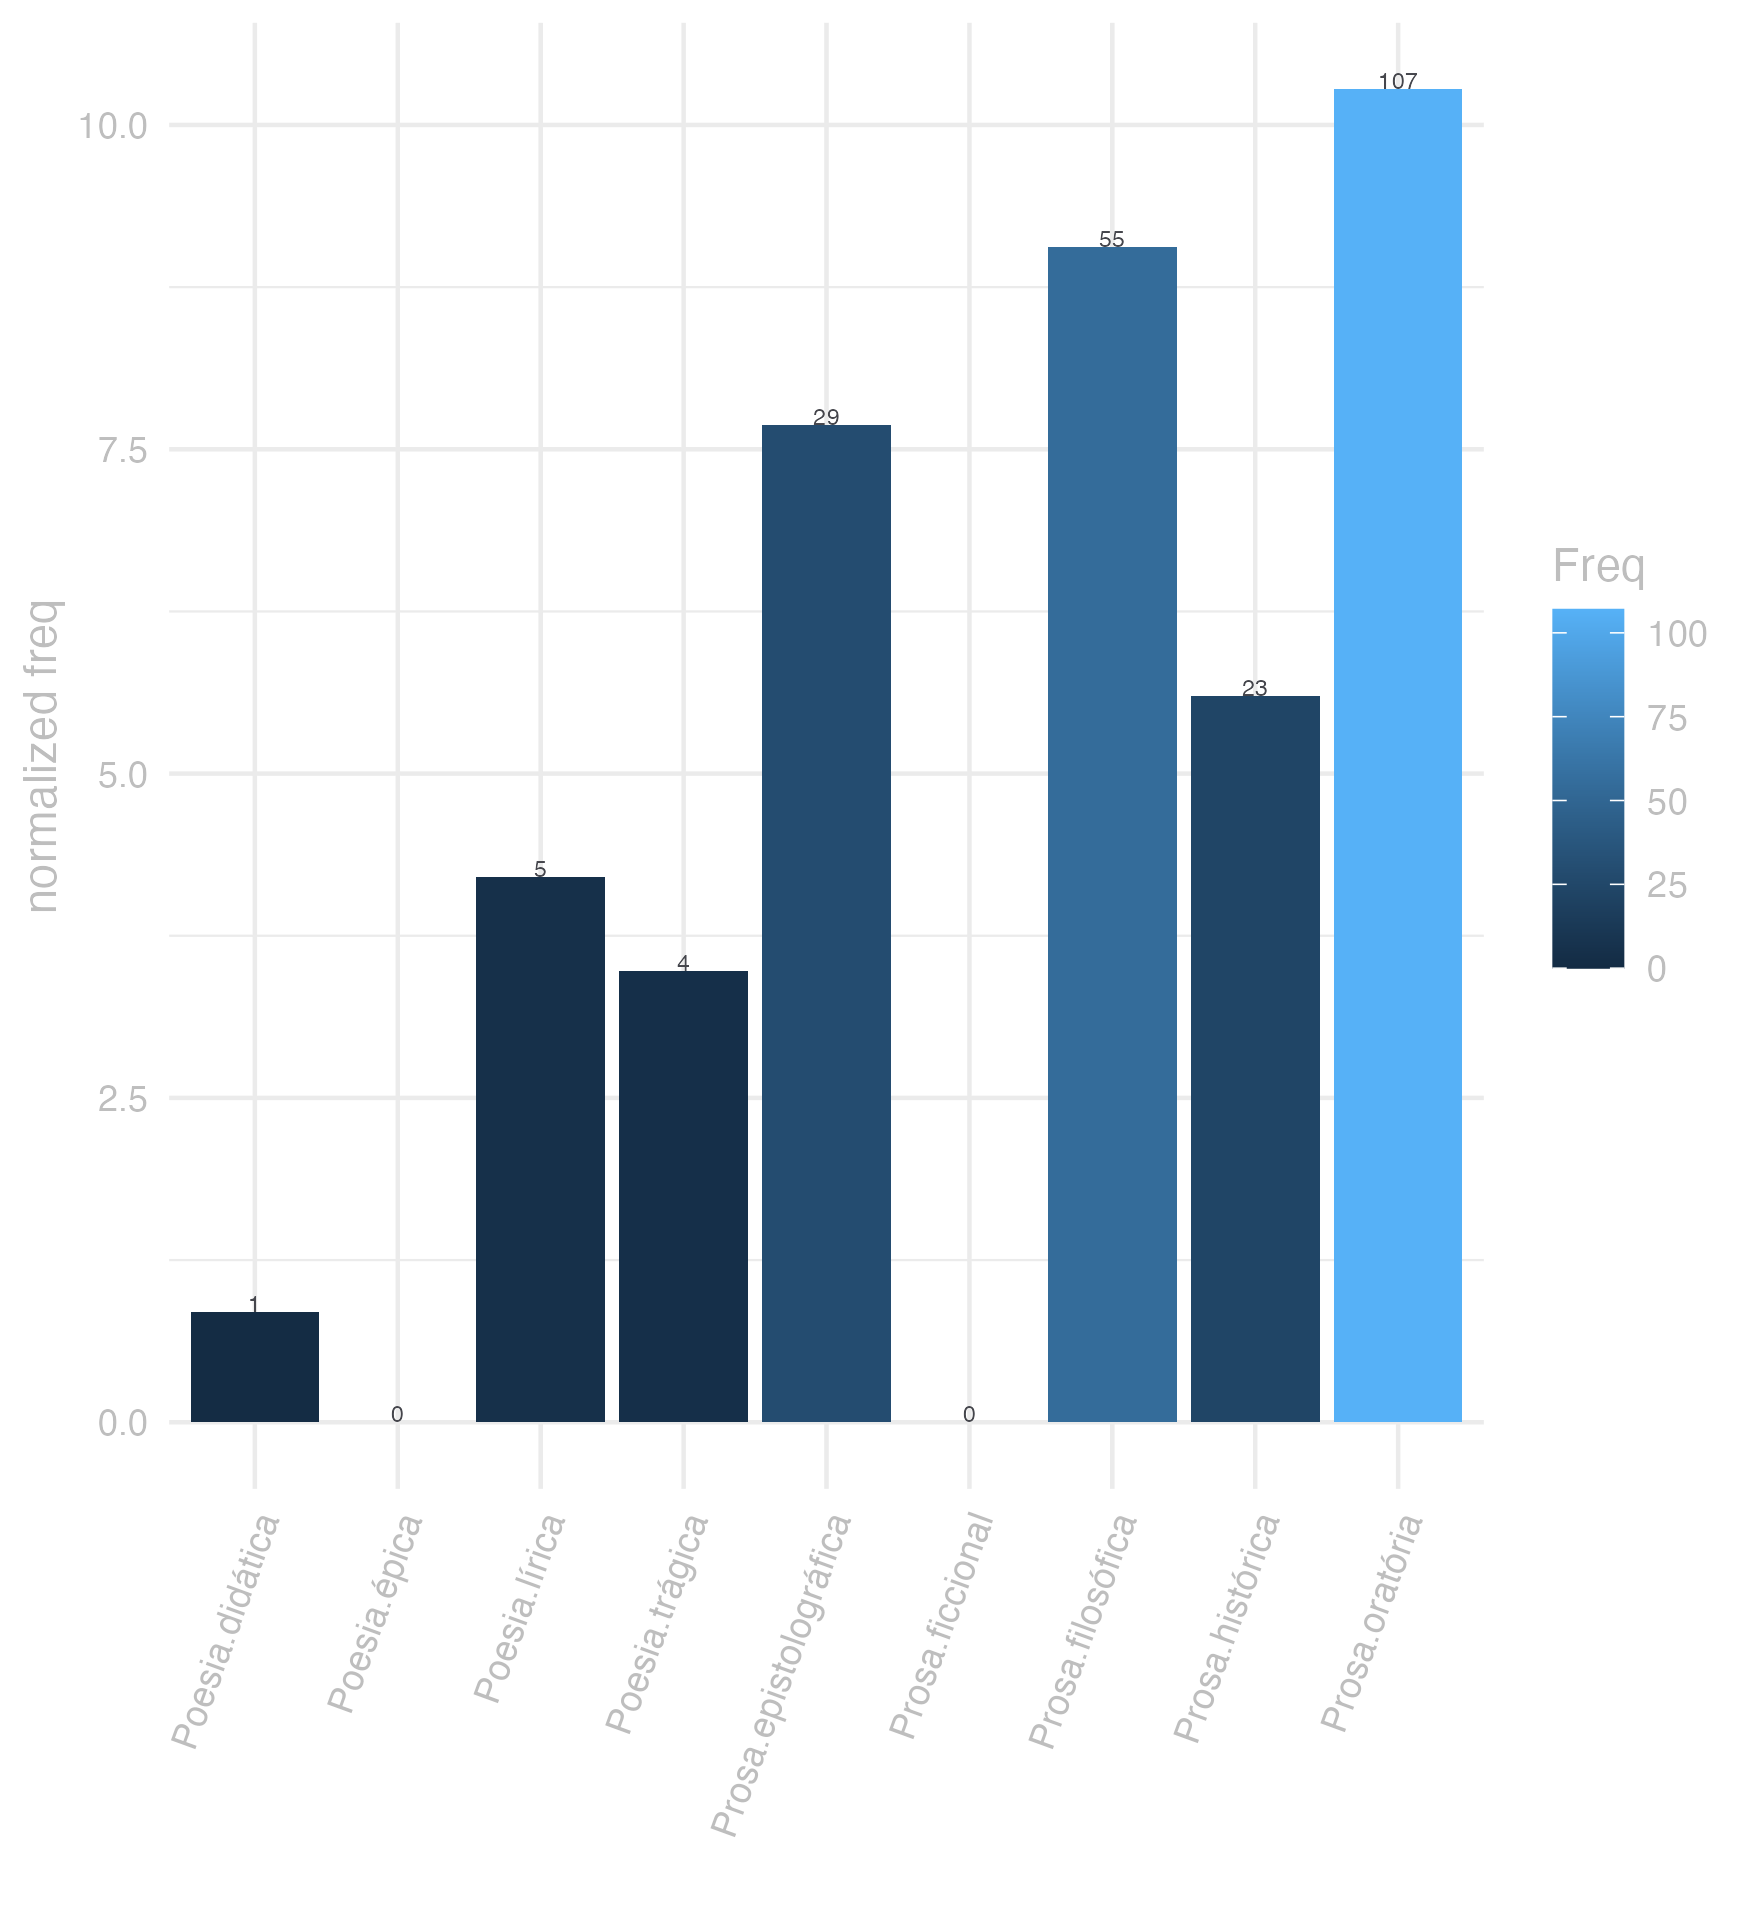 normalized freq
10.0
7.5
5.0
2.5
0.0
1
0
5
4
29
0
55
23
107
Poesia.didática
Poesia.épica
Poesia.lírica
Poesia.trágica
Prosa.epistolográfica
Prosa.ficcional
Prosa.filosófica
Prosa.histórica
Prosa.oratória
Freq
100
75
50
25
0